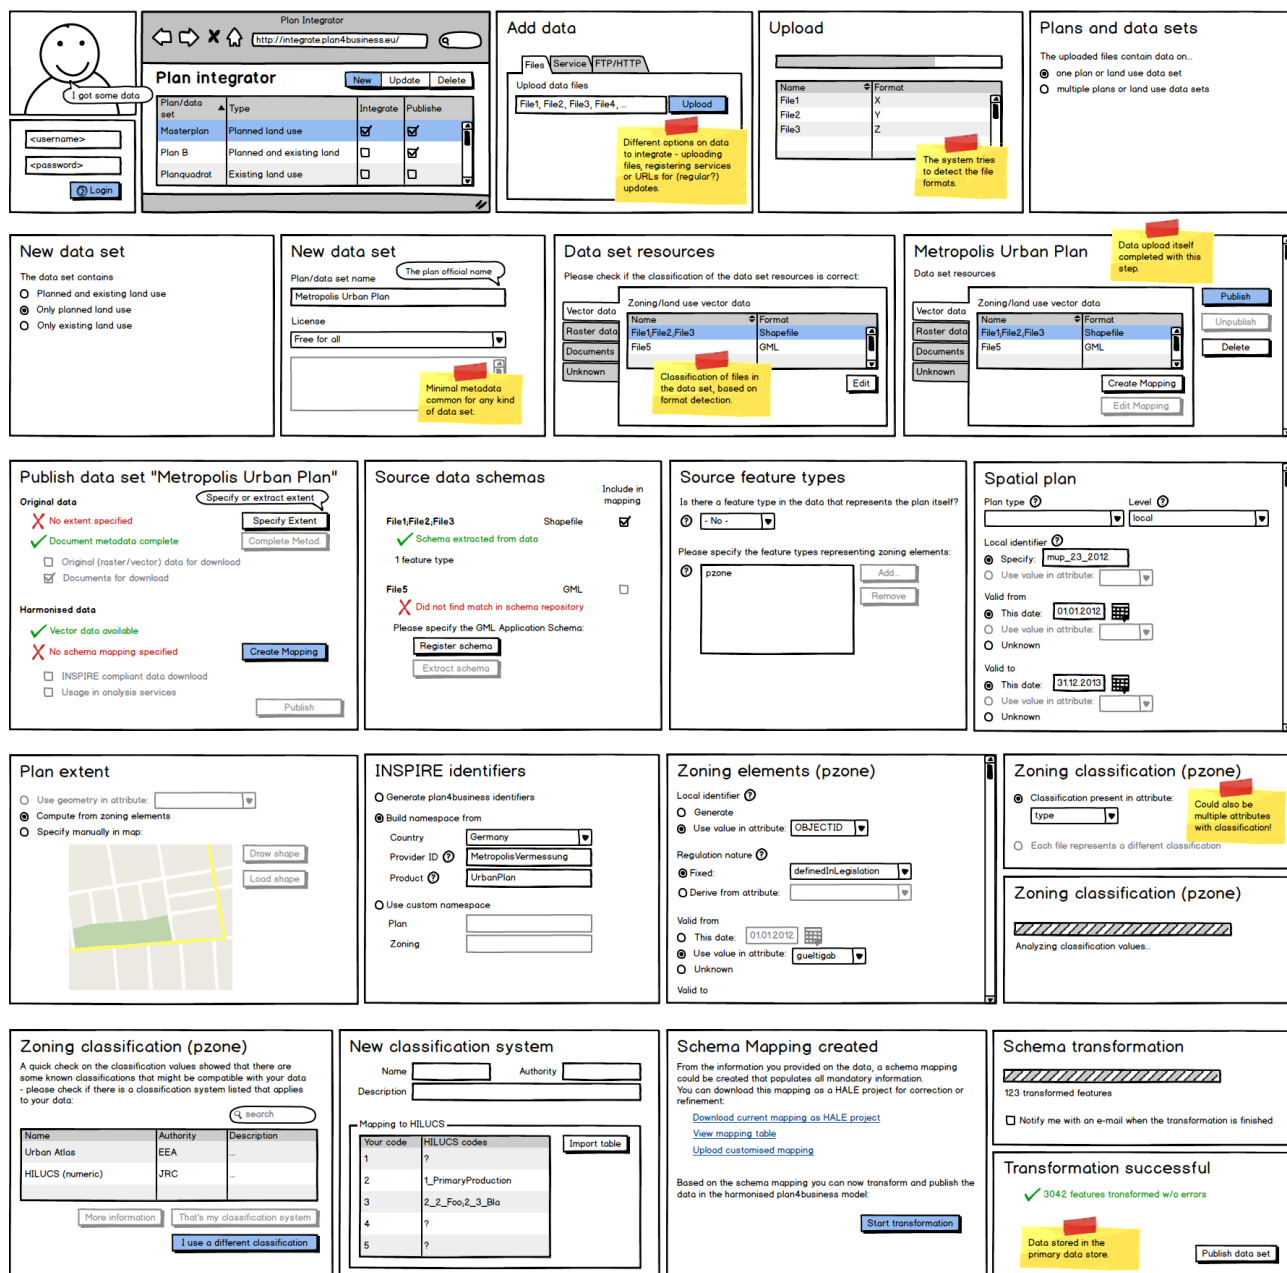 I got some data
<username>
<password>
Login
Plan Integrator
http://integrate.plan4business.eu/
Plan integrator
New Update Delete
Plan/data set Type Integrate Publishe
Masterplan Planned land use
Plan B Planned and existing land
Planquadrat Existing land use
Add data
Files Service FTP/HTTP
Upload data files
File1, File2, File3, File4, ... Upload
Different options on data
to integrate - uploading
files, registering services
or URLs for (regular?)
updates.
Upload
Name Format
File1 X
File2 Y
File3 Z
The system tries
to detect the file
formats.
Plans and data sets
The uploaded files contain data on...
one plan or land use data set
multiple plans or land use data sets
New data set
The data set contains
Planned and existing land use
Only planned land use
Only existing land use
New data set
The plan official name
Plan/data set name
Metropolis Urban Plan
License
Free for all
Minimal metadata
common for any kind
of data set.
Data set resources
Please check if the classification of the data set resources is correct:
Vector data
Raster data
Documents
Unknown
Zoning/land use vector data
Name Format
File1,File2,File3 Shapefile
File5 GML
Classification of files in
the data set, based on
format detection.
Edit
Metropolis Urban Plan
Data upload itself
completed with this
step.
Data set resources
Vector data
Raster data
Documents
Unknown
Zoning/land use vector data
Name Format
File1,File2,File3 Shapefile
File5 GML
Create Mapping
Edit Mapping
Publish
Unpublish
Delete
Publish data set "Metropolis Urban Plan"
Original data
Specify or extract extent
No extent specified Specify Extent
Document metadata complete Complete Metad.
Original (raster/vector) data for download
Documents for download
Harmonised data
Vector data available
No schema mapping specified Create Mapping
INSPIRE compliant data download
Usage in analysis services
Publish
Source data schemas
Include in
mapping
File1;File2;File3 Shapefile
Schema extracted from data
1 feature type
File5 GML
Did not find match in schema repository
Please specify the GML Application Schema:
Register schema
Extract schema
Source feature types
Is there a feature type in the data that represents the plan itself?
? - No -
Please specify the feature types representing zoning elements:
? pzone
Add...
Remove
Spatial plan
Plan type ? Level ?
local
Local identifier ?
Specify: mup_23_2012
Use value in attribute:
Valid from
This date: 01.01.2012
Use value in attribute:
Unknown
Valid to
This date: 31.12.2013
Use value in attribute:
Unknown
Plan extent
Use geometry in attribute:
Compute from zoning elements
Specify manually in map:
Draw shape
Load shape
INSPIRE identifiers
Generate plan4business identifiers
Build namespace from
Country Germany
Provider ID ? MetropolisVermessung
Product ? UrbanPlan
Use custom namespace
Plan
Zoning
Zoning elements (pzone)
Local identifier ?
Generate
Use value in attribute: OBJECTID
Regulation nature ?
Fixed: definedInLegislation
Derive from attribute:
Valid from
This date: 01.01.2012
Use value in attribute: gueltigab
Unknown
Valid to
Zoning classification (pzone)
Classification present in attribute:
type
Each file represents a different classification
Could also be
multiple attributes
with classification!
Zoning classification (pzone)
Analyzing classification values...
Zoning classification (pzone)
A quick check on the classification values showed that there are
some known classifications that might be compatible with your data
- please check if there is a classification system listed that applies
to your data:
search
Name Authority Description
Urban Atlas EEA ...
HILUCS (numeric) JRC ...
More information That's my classification system
I use a different classification
New classification system
Name Authority
Description
Mapping to HILUCS
Your code HILUCS codes
1 ?
2 1_PrimaryProduction
3 2_2_Foo;2_3_Bla
4 ?
5 ?
Import table
Schema Mapping created
From the information you provided on the data, a schema mapping
could be created that populates all mandatory information.
You can download this mapping as a HALE project for correction or
refinement:
Download current mapping as HALE project
View mapping table
Upload customised mapping
Based on the schema mapping you can now transform and publish the
data in the harmonised plan4business model:
Start transformation
Schema transformation
123 transformed features
Notify me with an e-mail when the transformation is finished
Transformation successful
3042 features transformed w/o errors
Data stored in the
primary data store.
Publish data set